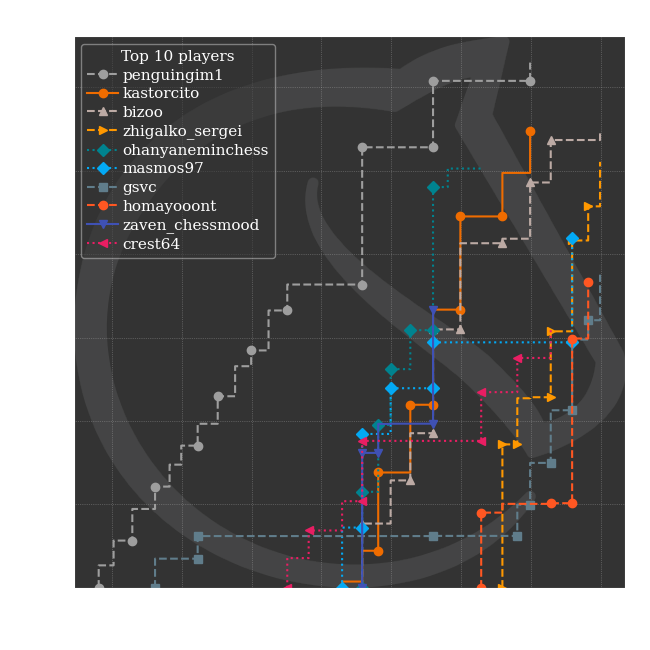 Top 10 players
penguingim1
kastorcito
bizoo
zhigalko_sergei
ohanyaneminchess
masmos97
gsvc
homayooont
zaven_chessmood
crest64